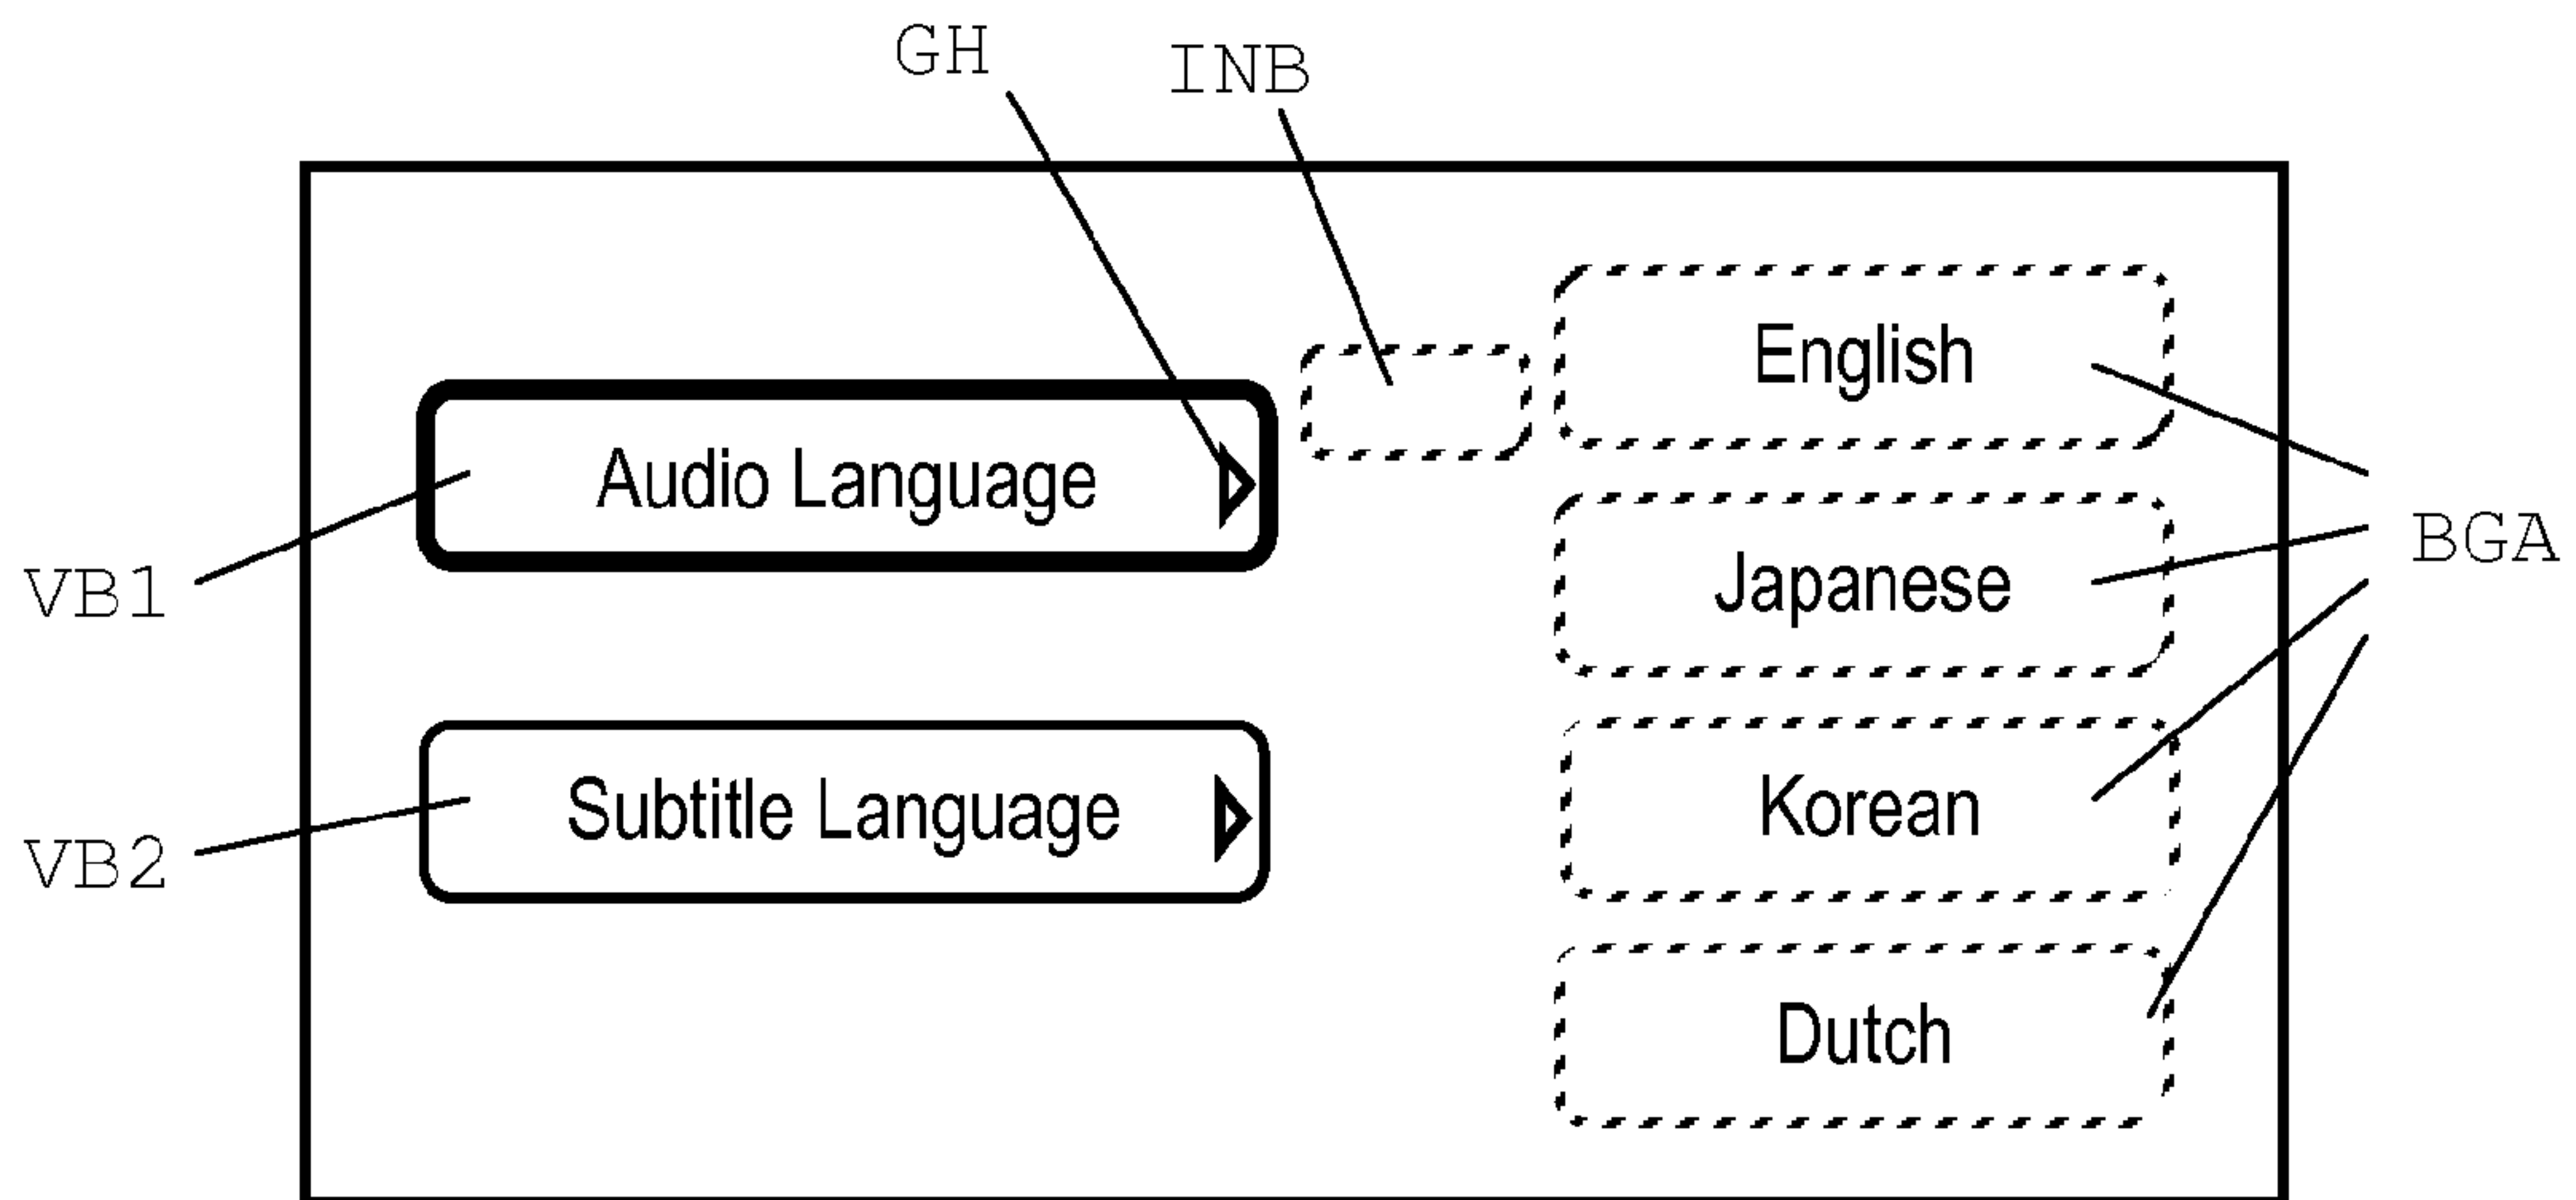 GH
INB
English
Audio Language
BGA
Japanese
VB1
Korean
Subtitle Language
VB2
Dutch